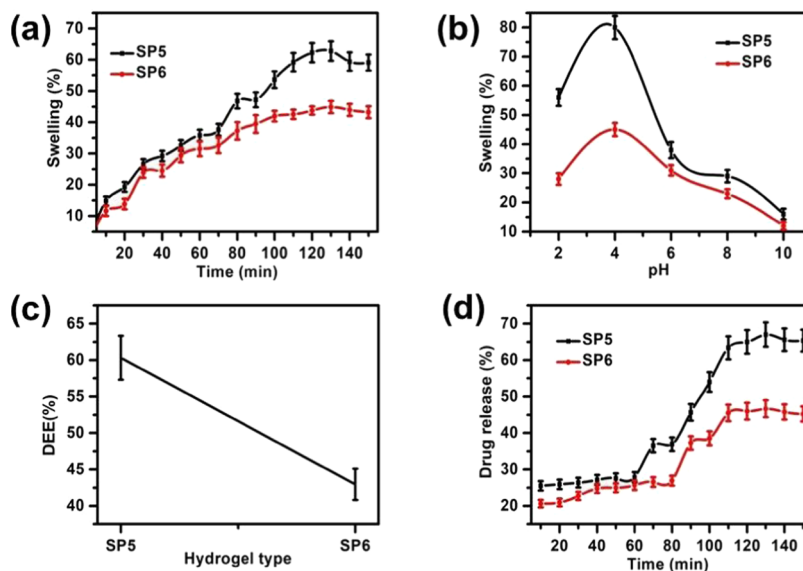 (a)
SP5
SP6
Swelling (%)
60
50
40
30
20
10
20 40 60 80 100 120 140
Time (min)
(b)
SP5
SP6
Swelling (%)
80
70
60
50
40
30
20
10
2 4 6 8 10
pH
(c)
DEE(%)
65
60
55
50
45
43
SP5 SP6
Hydrogel type
(d)
SP5
SP6
Drug release (%)
70
60
50
40
30
20
20 40 60 80 100 120 140
Time (min)